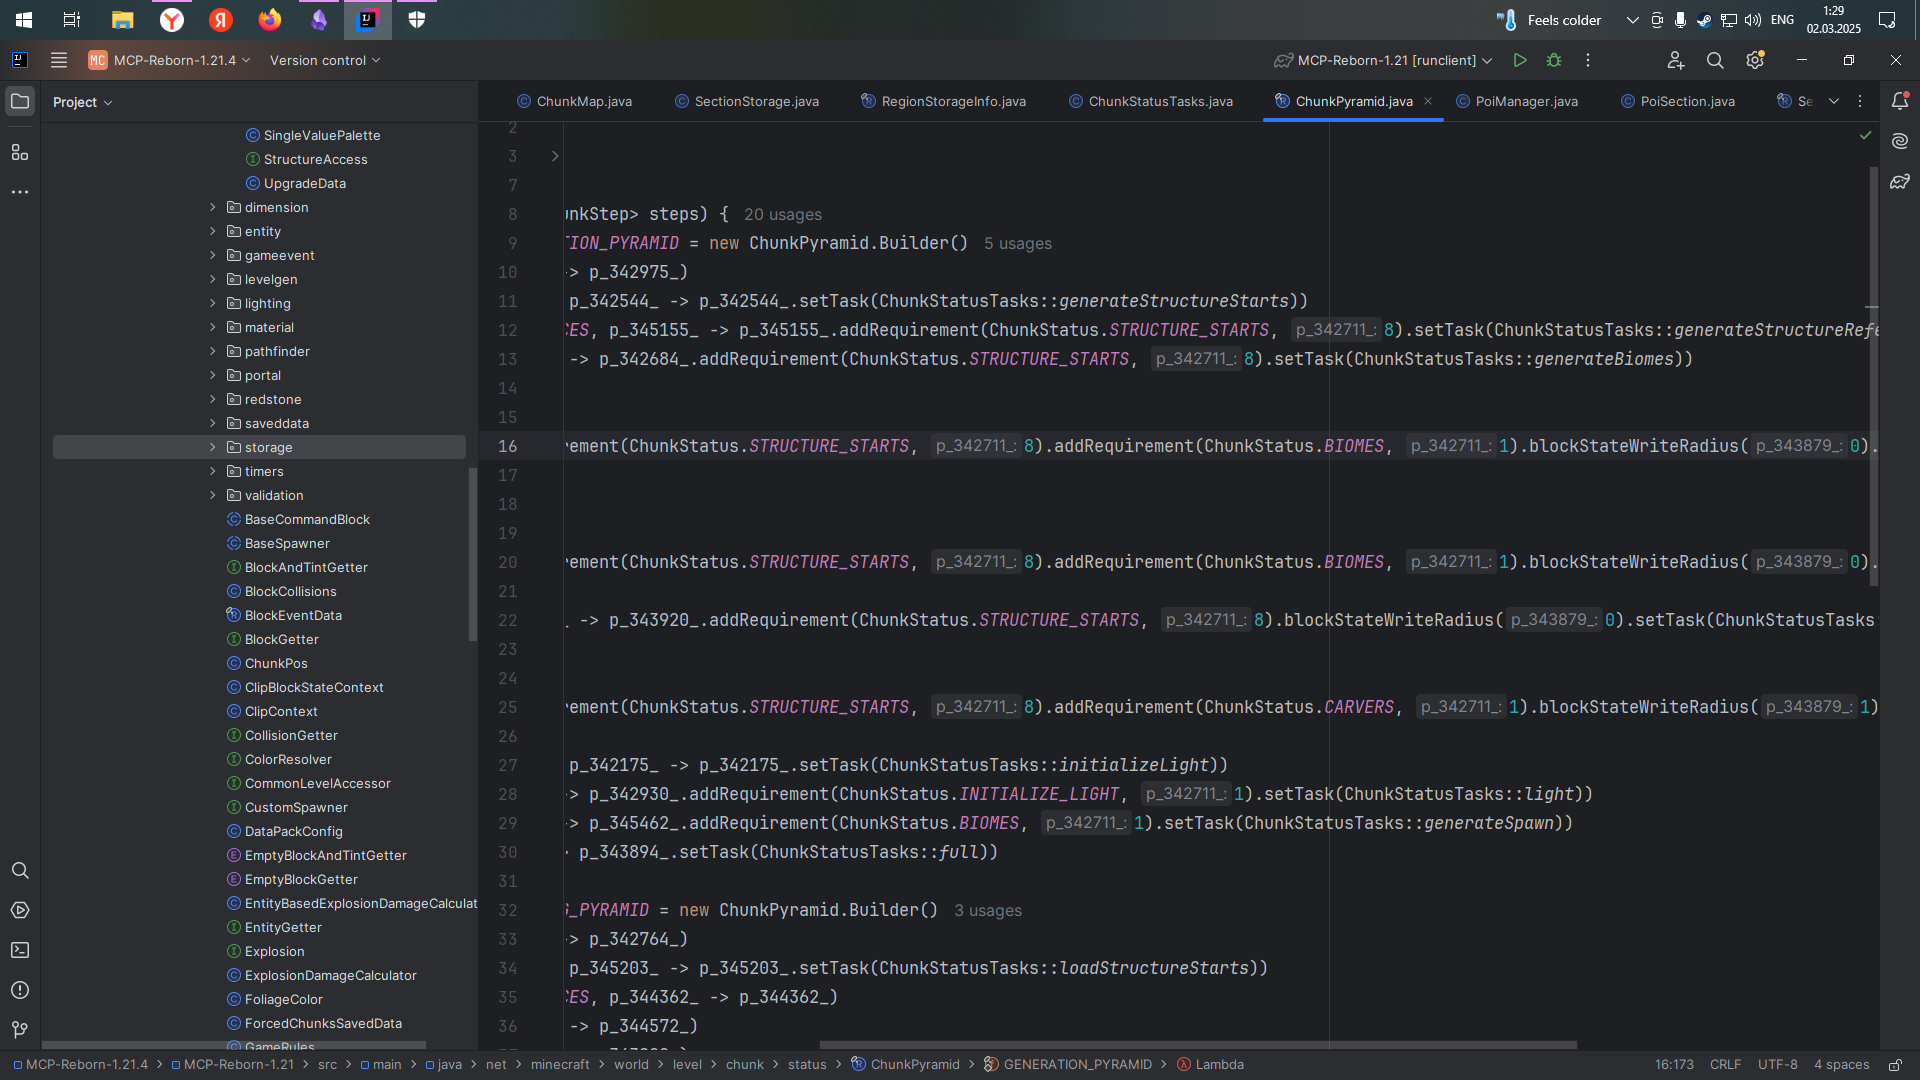 Feels colder
ENG
1:29
02.03.2025
MC
MCP-Reborn-1.21.4
Version control
MCP-Reborn-1.21 [runclient]
Project
ChunkMap.java
SectionStorage.java
RegionStorageInfo.java
ChunkStatusTasks.java
ChunkPyramid.java
PoiManager.java
PoiSection.java
Se
SingleValuePalette
StructureAccess
UpgradeData
dimension
entity
gameevent
levelgen
lighting
material
pathfinder
portal
redstone
saveddata
storage
timers
validation
BaseCommandBlock
BaseSpawner
BlockAndTintGetter
BlockCollisions
BlockEventData
BlockGetter
ChunkPos
ClipBlockStateContext
ClipContext
CollisionGetter
ColorResolver
CommonLevelAccessor
CustomSpawner
DataPackConfig
EmptyBlockAndTintGetter
EmptyBlockGetter
EntityBasedExplosionDamageCalculat
EntityGetter
Explosion
ExplosionDamageCalculator
FoliageColor
ForcedChunksSavedData
GameRules
2
3
7
8 unkStep> steps) { 20 usages
9 TION_PYRAMID = new ChunkPyramid.Builder() 5 usages
10 > p_342975_)
11 p_342544_ -> p_342544_.setTask(ChunkStatusTasks::generateStructureStarts))
12 CES, p_345155_ -> p_345155_.addRequirement(ChunkStatus.STRUCTURE_STARTS, p_342711_: 8).setTask(ChunkStatusTasks::generateStructureRefe
13 -> p_342684_.addRequirement(ChunkStatus.STRUCTURE_STARTS, p_342711_: 8).setTask(ChunkStatusTasks::generateBiomes))
14
15
16 rement(ChunkStatus.STRUCTURE_STARTS, p_342711_: 8).addRequirement(ChunkStatus.BIOMES, p_342711_: 1).blockStateWriteRadius( p_343879_: 0).
17
18
19
20 rement(ChunkStatus.STRUCTURE_STARTS, p_342711_: 8).addRequirement(ChunkStatus.BIOMES, p_342711_: 1).blockStateWriteRadius( p_343879_: 0).
21
22 _ -> p_343920_.addRequirement(ChunkStatus.STRUCTURE_STARTS, p_342711_: 8).blockStateWriteRadius( p_343879_: 0).setTask(ChunkStatusTasks:
23
24
25 rement(ChunkStatus.STRUCTURE_STARTS, p_342711_: 8).addRequirement(ChunkStatus.CARVERS, p_342711_: 1).blockStateWriteRadius( p_343879_: 1)
26
27 p_342175_ -> p_342175_.setTask(ChunkStatusTasks::initializeLight))
28 > p_342930_.addRequirement(ChunkStatus.INITIALIZE_LIGHT, p_342711_: 1).setTask(ChunkStatusTasks::light))
29 > p_345462_.addRequirement(ChunkStatus.BIOMES, p_342711_: 1).setTask(ChunkStatusTasks::generateSpawn))
30 p_343894_.setTask(ChunkStatusTasks::full))
31
32 G_PYRAMID = new ChunkPyramid.Builder() 3 usages
33 > p_342764_)
34 p_345203_ -> p_345203_.setTask(ChunkStatusTasks::loadStructureStarts))
35 CES, p_344362_ -> p_344362_)
36 -> p_344572_)
MCP-Reborn-1.21.4 > MCP-Reborn-1.21 > src > main > java > net > minecraft > world > level > chunk > status > ChunkPyramid > GENERATION_PYRAMID > Lambda
16:173 CRLF UTF-8 4 spaces